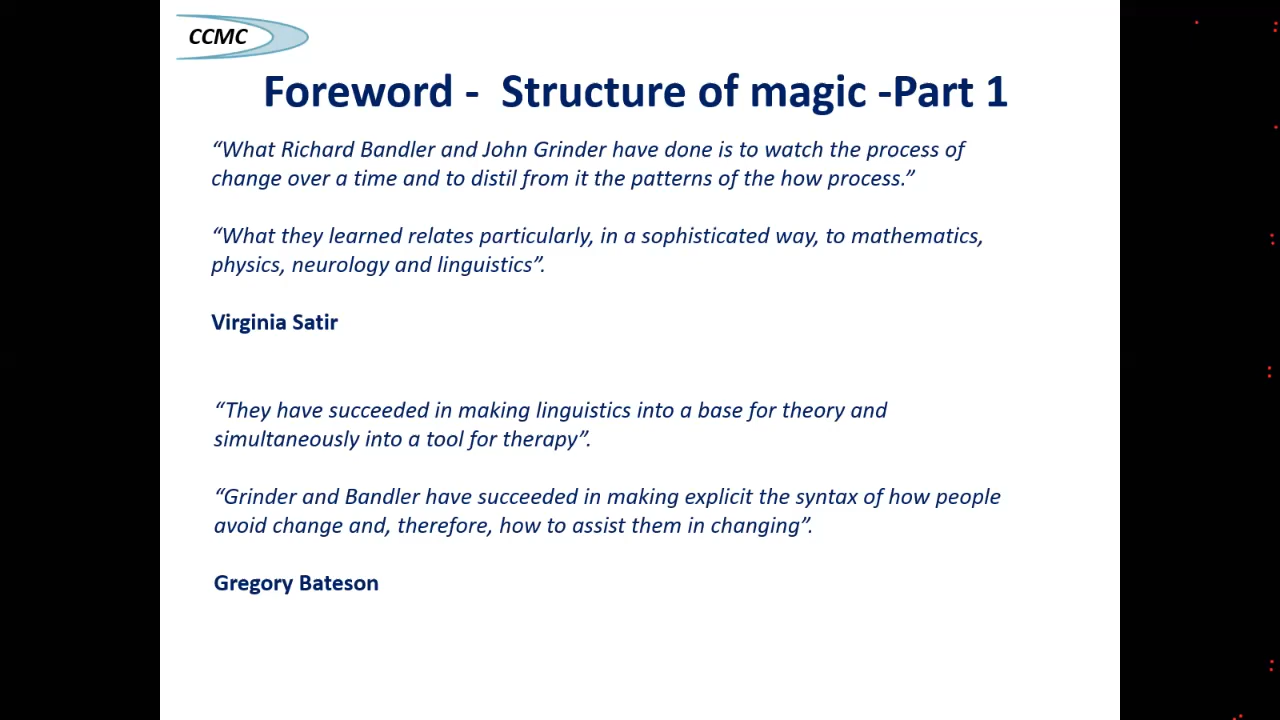 CCMC
Foreword -  Structure of magic -Part 1
“What Richard Bandler and John Grinder have done is to watch the process of
change over a time and to distil from it the patterns of the how process.”
“What they learned relates particularly, in a sophisticated way, to mathematics,
physics, neurology and linguistics”.
Virginia Satir
“They have succeeded in making linguistics into a base for theory and
simultaneously into a tool for therapy”.
“Grinder and Bandler have succeeded in making explicit the syntax of how people
avoid change and, therefore, how to assist them in changing”.
Gregory Bateson